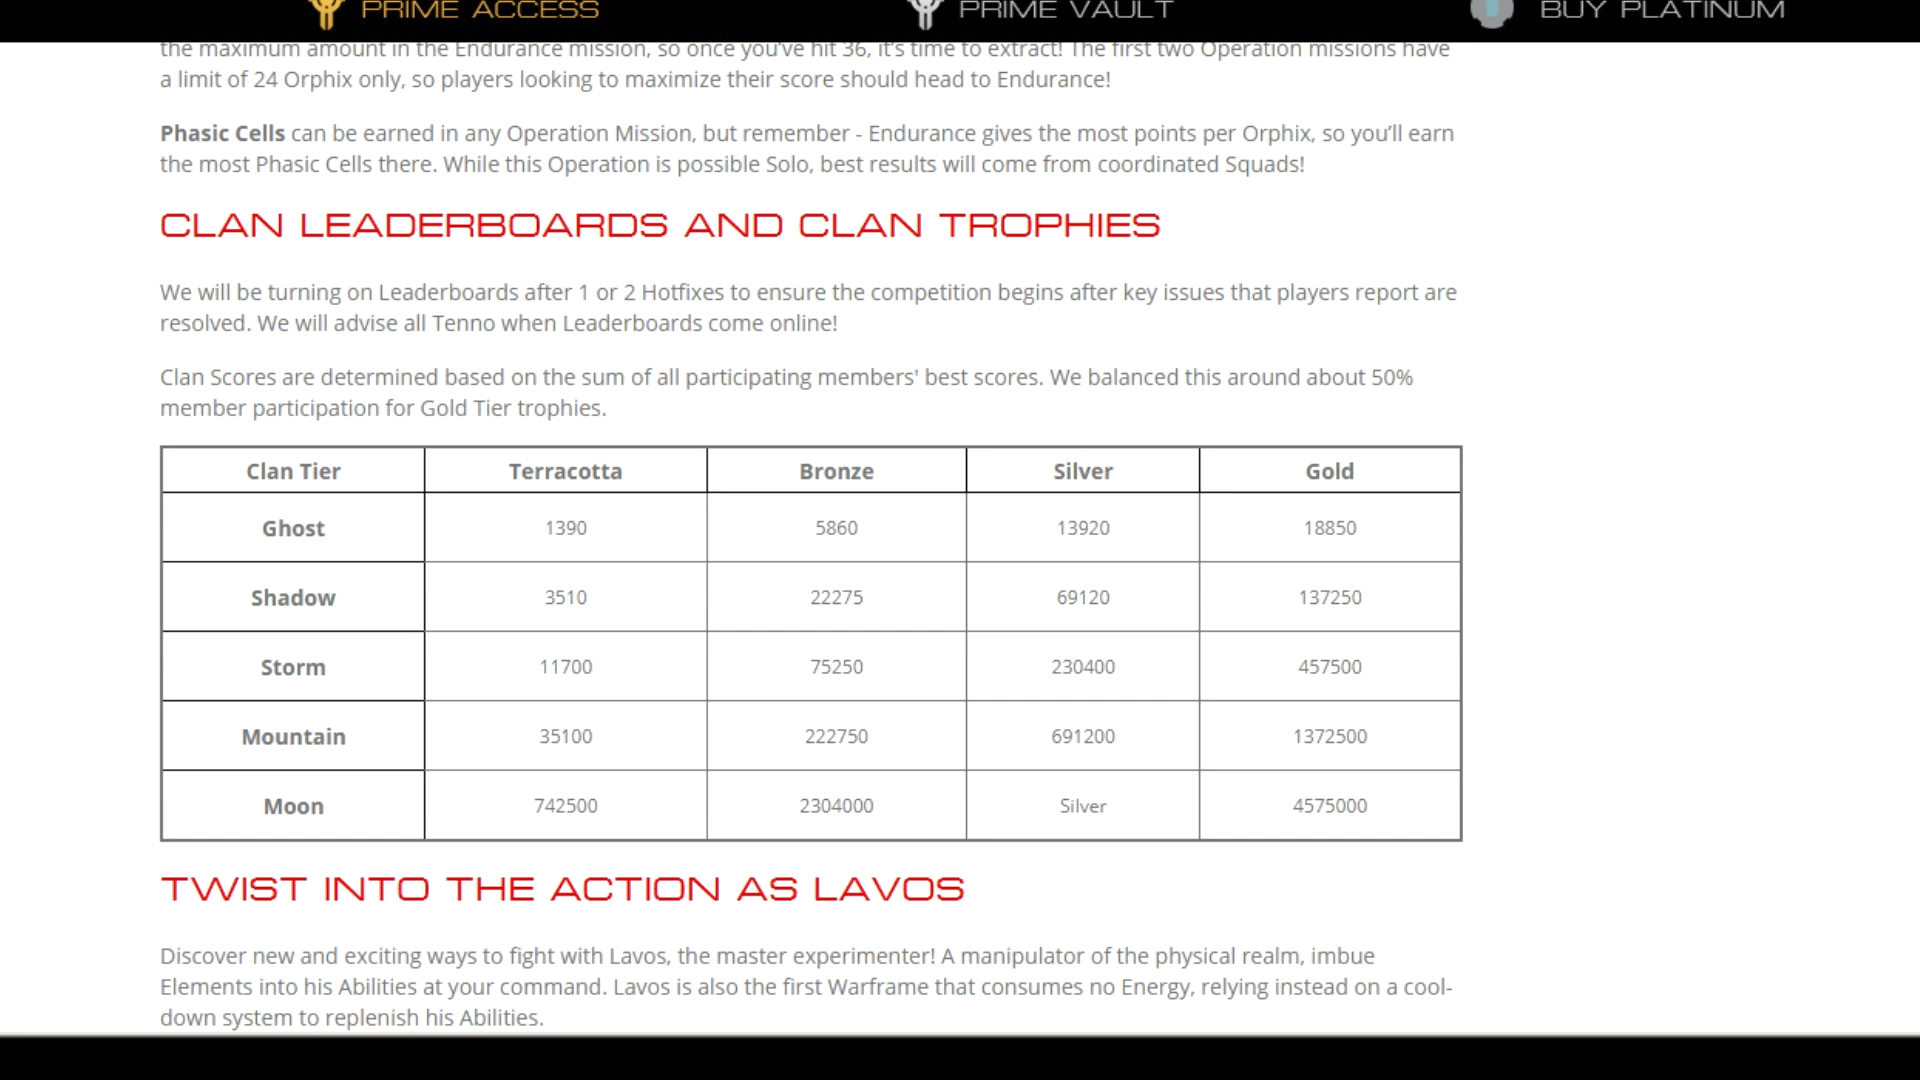 PRIME ACCESS PRIME VAULT BUY PLATINUM
the maximum amount in the Endurance mission, so once you've hit 36, it's time to extract! The first two Operation missions have
a limit of 24 Orphix only, so players looking to maximize their score should head to Endurance!
Phasic Cells can be earned in any Operation Mission, but remember - Endurance gives the most points per Orphix, so you'll earn
the most Phasic Cells there. While this Operation is possible Solo, best results will come from coordinated Squads!
CLAN LEADERBOARDS AND CLAN TROPHIES
We will be turning on Leaderboards after 1 or 2 Hotfixes to ensure the competition begins after key issues that players report are
resolved. We will advise all Tenno when Leaderboards come online!
Clan Scores are determined based on the sum of all participating members' best scores. We balanced this around about 50%
member participation for Gold Tier trophies.
Clan Tier Terracotta Bronze Silver Gold
Ghost 1390 5860 13920 18850
Shadow 3510 22275 69120 137250
Storm 11700 75250 230400 457500
Mountain 35100 222750 691200 1372500
Moon 742500 2304000 Silver 4575000
TWIST INTO THE ACTION AS LAVOS
Discover new and exciting ways to fight with Lavos, the master experimenter! A manipulator of the physical realm, imbue
Elements into his Abilities at your command. Lavos is also the first Warframe that consumes no Energy, relying instead on a cool-
down system to replenish his Abilities.